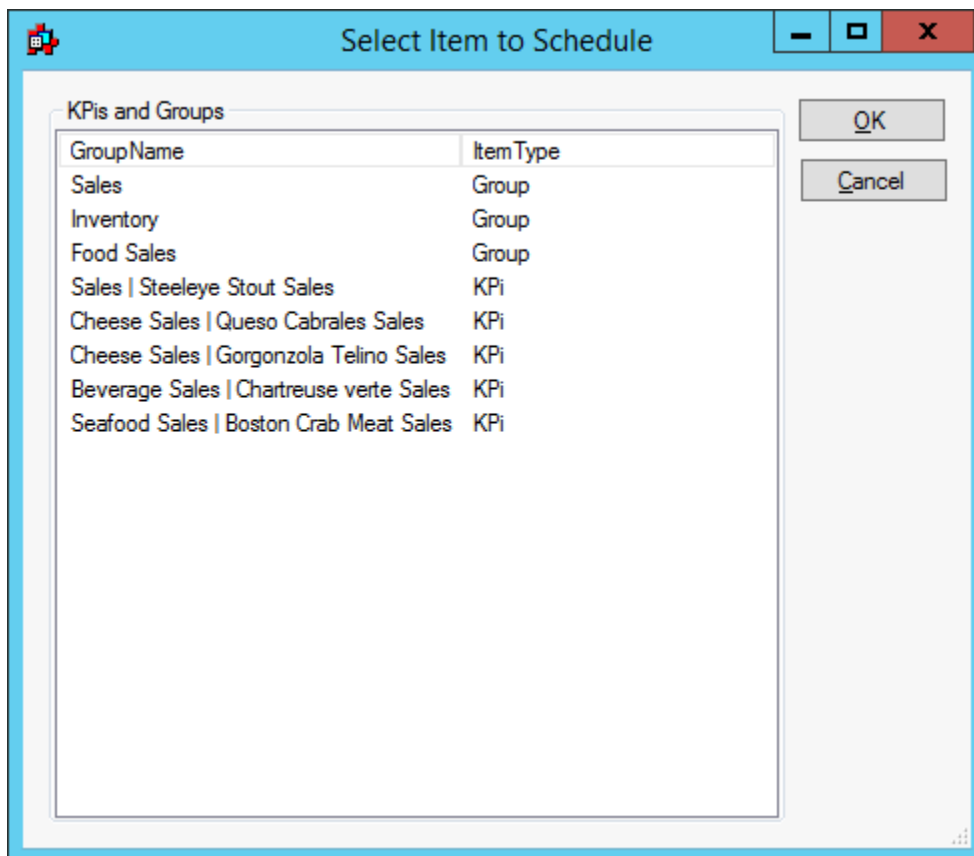 Select Item to Schedule
KPis and Groups
OK
Cancel
GroupName ItemType
Sales Group
Inventory Group
Food Sales Group
Sales | Steeleye Stout Sales KPi
Cheese Sales | Queso Cabrales Sales KPi
Cheese Sales | Gorgonzola Telino Sales KPi
Beverage Sales | Chartreuse verte Sales KPi
Seafood Sales | Boston Crab Meat Sales KPi